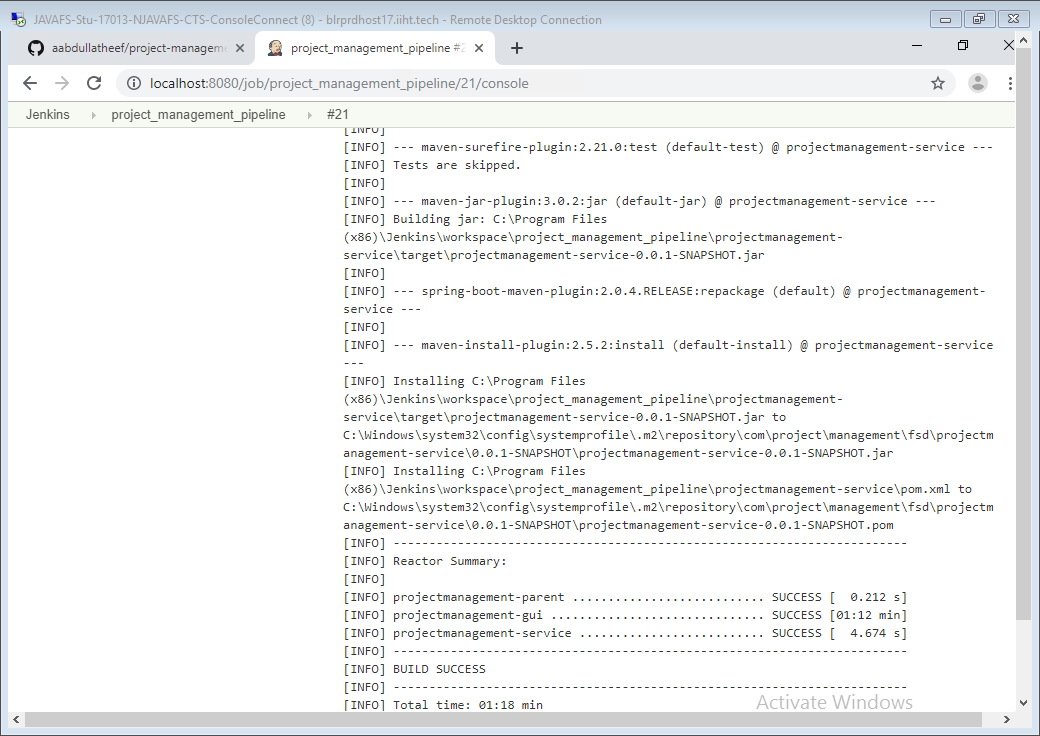 JAVAFS-Stu-17013-NJAVAFS-CTS-ConsoleConnect (8) - blrprdhost17.iiht.tech - Remote Desktop Connection
aabdullatheef/project-managem
project_management_pipeline #2
localhost:8080/job/project_management_pipeline/21/console
Jenkins
project_management_pipeline
#21
[INFO]
[INFO] --- maven-surefire-plugin:2.21.0:test (default-test) @ projectmanagement-service ---
[INFO] Tests are skipped.
[INFO]
[INFO] --- maven-jar-plugin:3.0.2:jar (default-jar) @ projectmanagement-service ---
[INFO] Building jar: C:\Program Files
(x86)\Jenkins\workspace\project_management_pipeline\projectmanagement-
service\target\projectmanagement-service-0.0.1-SNAPSHOT.jar
[INFO]
[INFO] --- spring-boot-maven-plugin:2.0.4.RELEASE:repackage (default) @ projectmanagement-
service ---
[INFO]
[INFO] --- maven-install-plugin:2.5.2:install (default-install) @ projectmanagement-service
---
[INFO] Installing C:\Program Files
(x86)\Jenkins\workspace\project_management_pipeline\projectmanagement-
service\target\projectmanagement-service-0.0.1-SNAPSHOT.jar to
C:\Windows\system32\config\systemprofile\.m2\repository\com\project\management\fsd\projectm
anagement-service\0.0.1-SNAPSHOT\projectmanagement-service-0.0.1-SNAPSHOT.jar
[INFO] Installing C:\Program Files
(x86)\Jenkins\workspace\project_management_pipeline\projectmanagement-service\pom.xml to
C:\Windows\system32\config\systemprofile\.m2\repository\com\project\management\fsd\projectm
anagement-service\0.0.1-SNAPSHOT\projectmanagement-service-0.0.1-SNAPSHOT.pom
[INFO] ------------------------------------------------------------------------
[INFO] Reactor Summary:
[INFO]
[INFO] projectmanagement-parent ........................... SUCCESS [  0.212 s]
[INFO] projectmanagement-gui .............................. SUCCESS [01:12 min]
[INFO] projectmanagement-service .......................... SUCCESS [  4.674 s]
[INFO] ------------------------------------------------------------------------
[INFO] BUILD SUCCESS
[INFO] ------------------------------------------------------------------------
[INFO] Total time: 01:18 min
Activate Windows